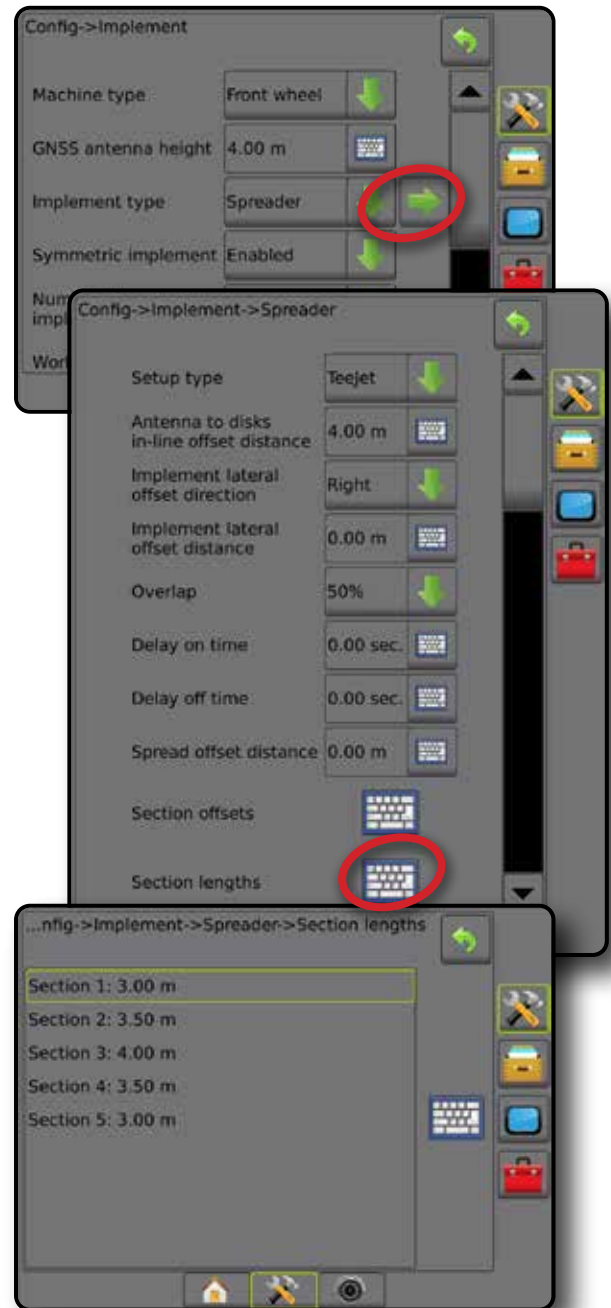 Config->Implement
Machine type Front wheel
GNSS antenna height 4.00 m
Implement type Spreader
Symmetric implement Enabled
Config->Implement->Spreader
Setup type TeeJet
Antenna to disks
in-line offset distance 4.00 m
Implement lateral
offset direction Right
Implement lateral
offset distance 0.00 m
Overlap 50%
Delay on time 0.00 sec.
Delay off time 0.00 sec.
Spread offset distance 0.00 m
Section offsets
Section lengths
...nfig->Implement->Spreader->Section lengths
Section 1: 3.00 m
Section 2: 3.50 m
Section 3: 4.00 m
Section 4: 3.50 m
Section 5: 3.00 m